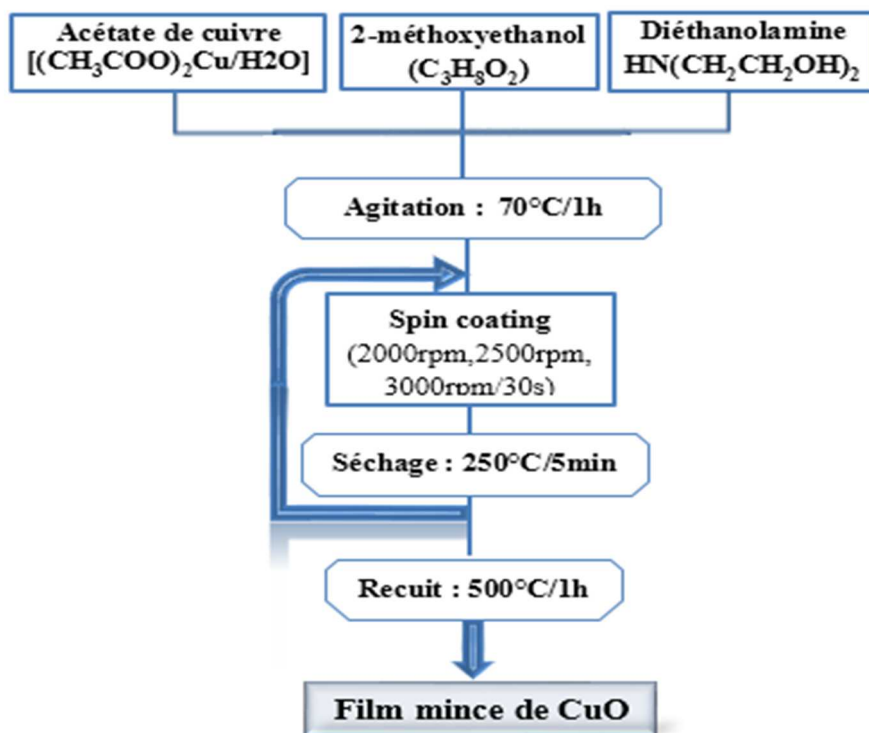 Acétate de cuivre
[(CH₃COO)₂Cu/H2O]
2-méthoxyethanol
(C₃H₈O₂)
Diéthanolamine
HN(CH₂CH₂OH)₂
Agitation : 70°C/1h
Spin coating
(2000rpm,2500rpm,
3000rpm/30s)
Séchage : 250°C/5min
Recuit : 500°C/1h
Film mince de CuO